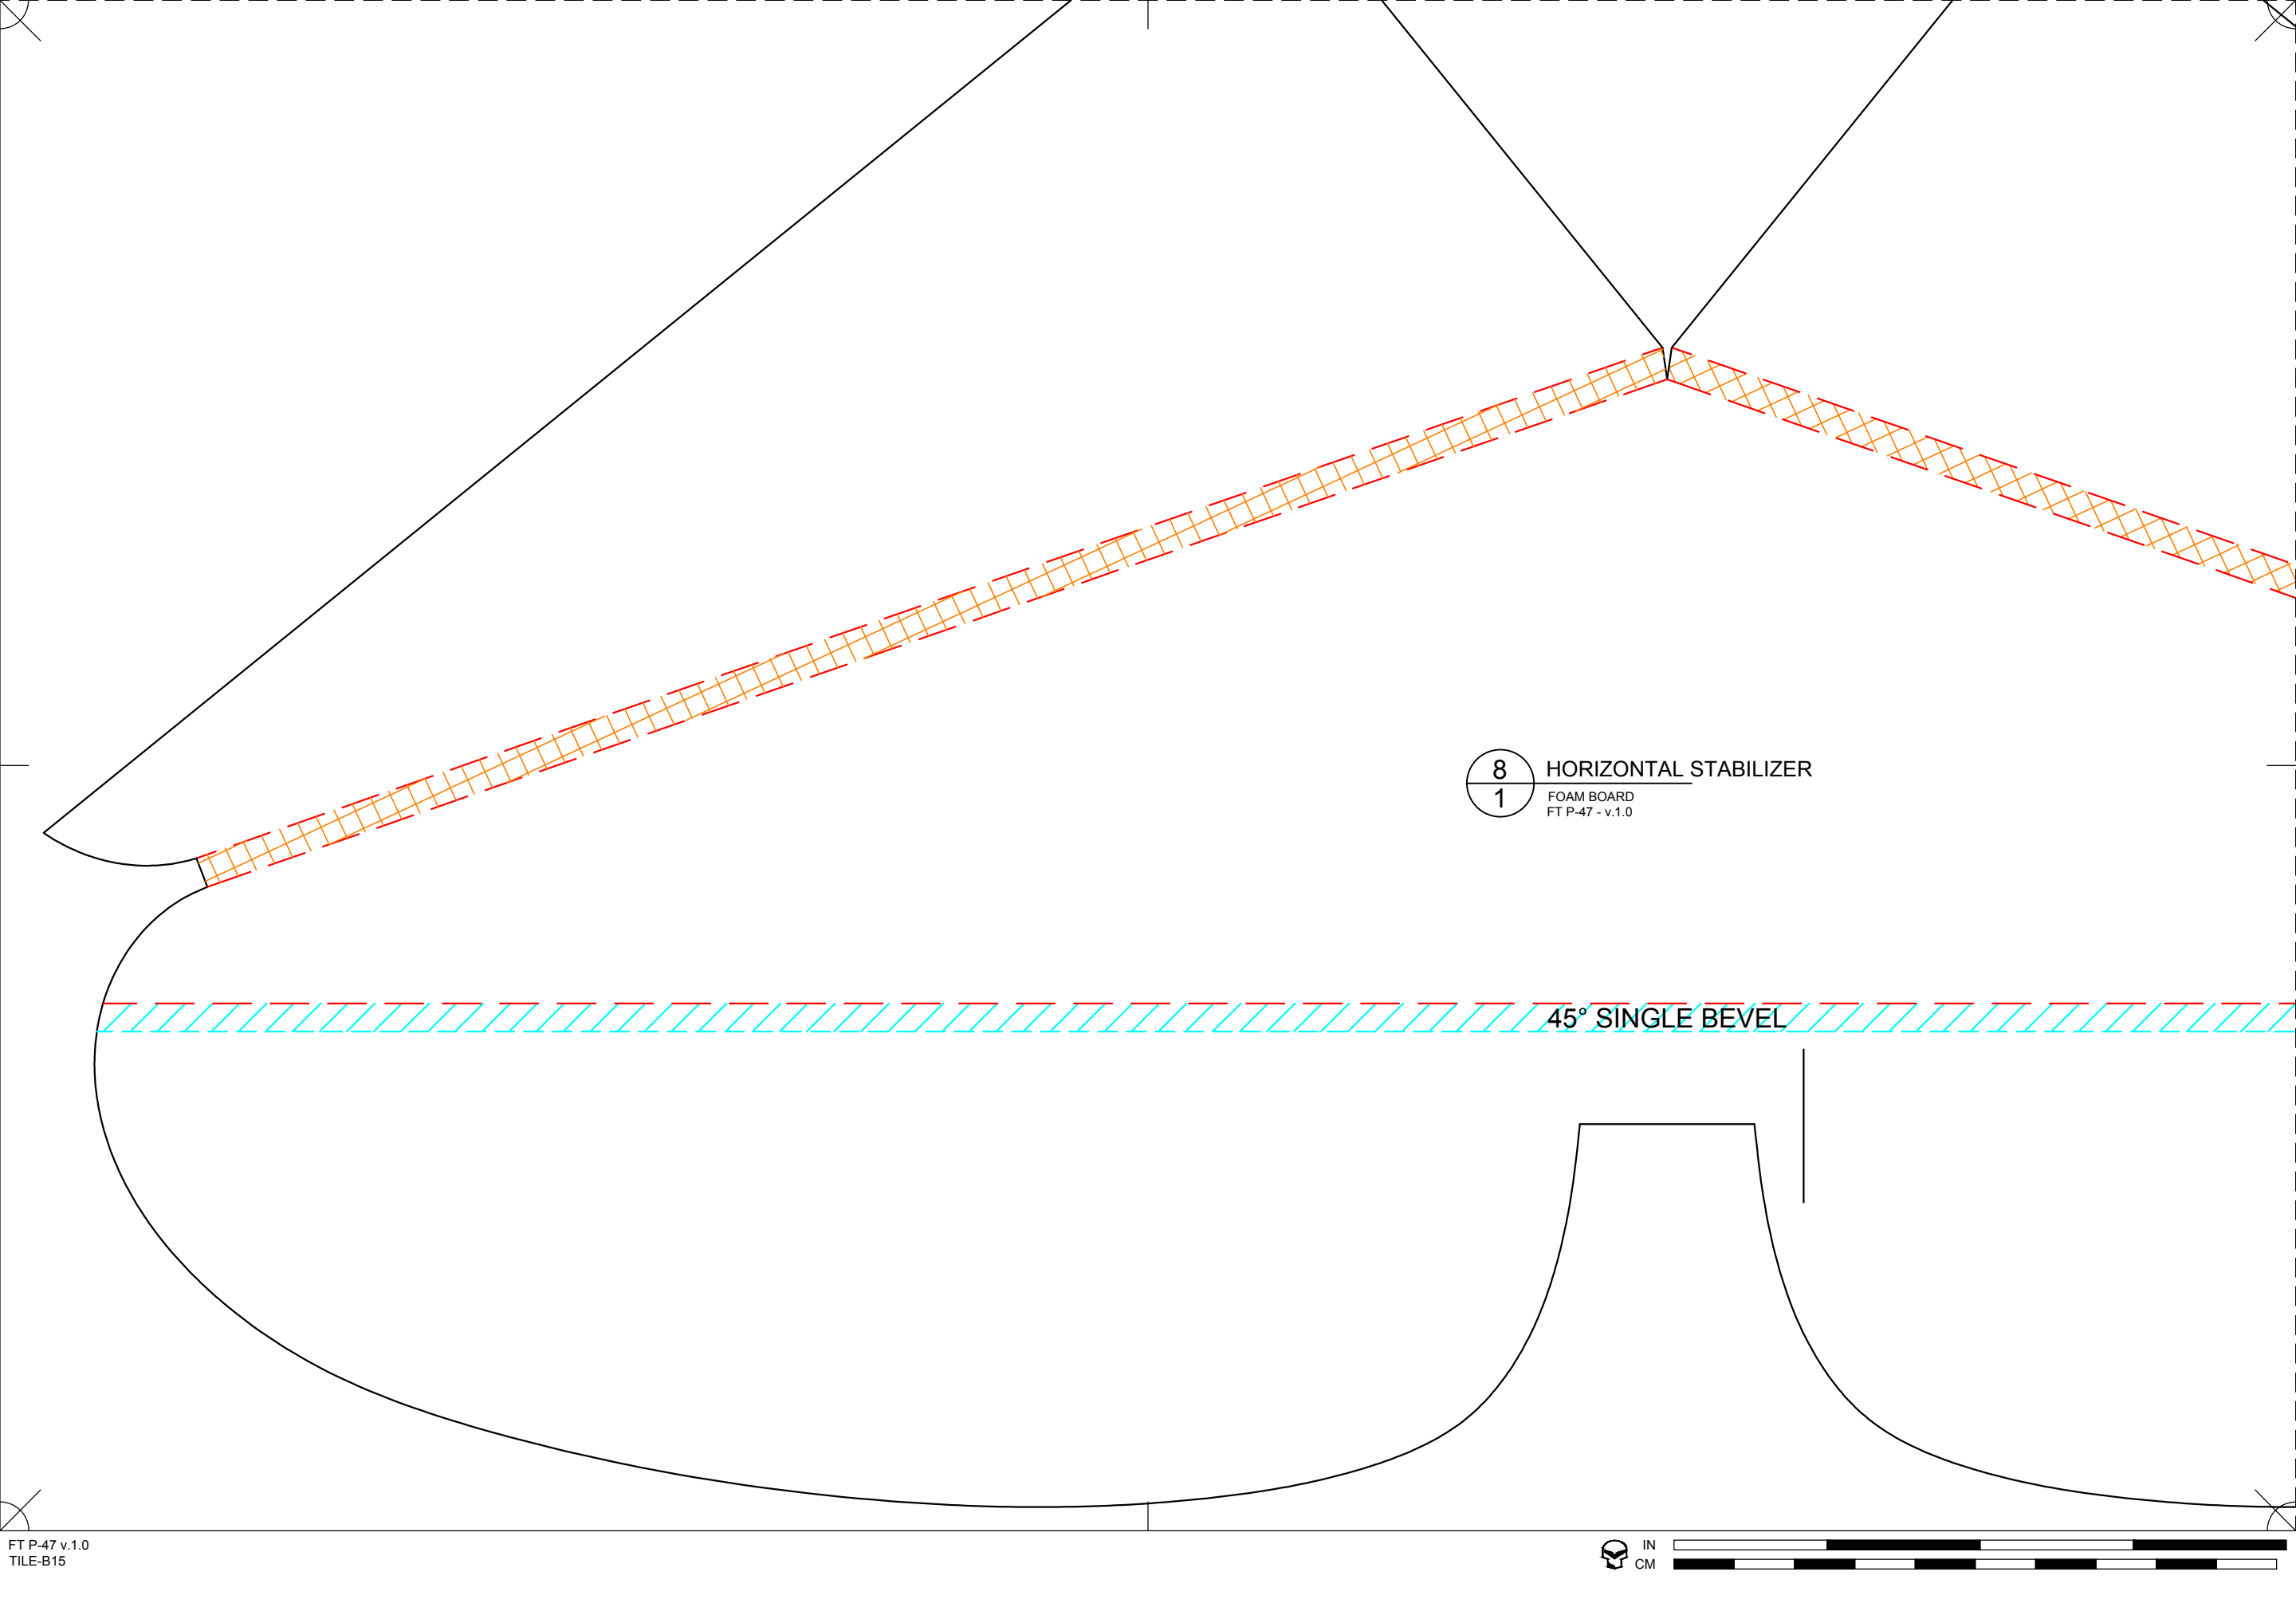 8
1
HORIZONTAL STABILIZER
FOAM BOARD
FT P-47 - v.1.0
45° SINGLE BEVEL
FT P-47 v.1.0
TILE-B15
IN
CM